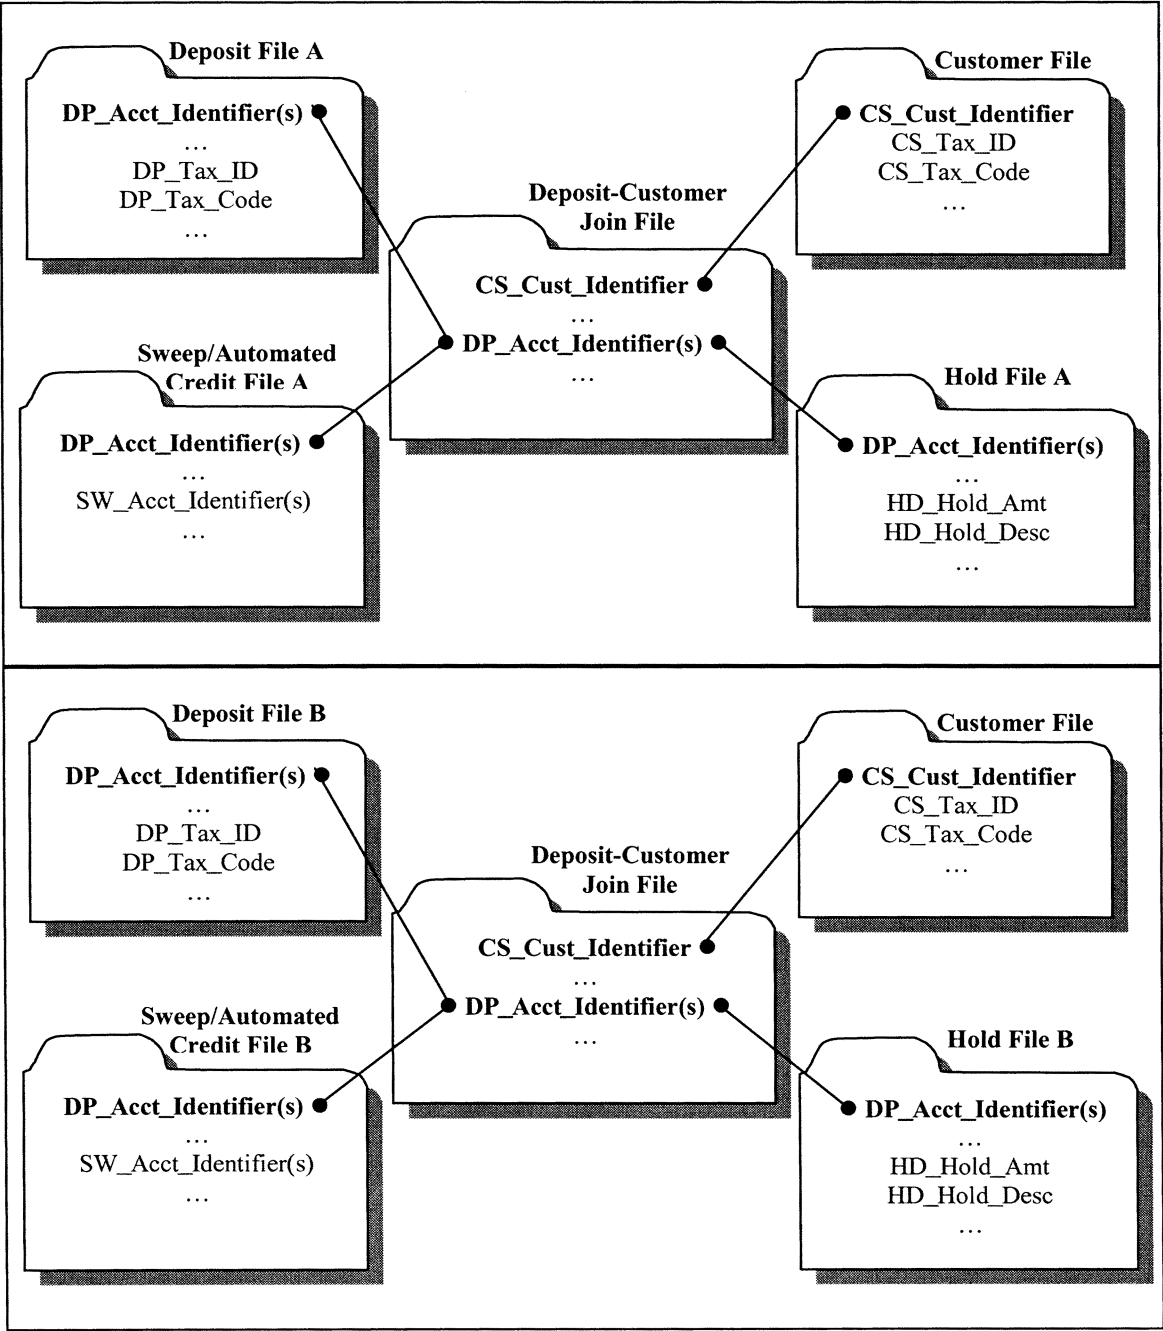 Deposit File A
DP_Acct_Identifier(s)
...
DP_Tax_ID
DP_Tax_Code
...
Customer File
CS_Cust_Identifier
CS_Tax_ID
CS_Tax_Code
...
Deposit-Customer
Join File
CS_Cust_Identifier
...
DP_Acct_Identifier(s)
...
Sweep/Automated
Credit File A
DP_Acct_Identifier(s)
...
SW_Acct_Identifier(s)
...
Hold File A
DP_Acct_Identifier(s)
...
HD_Hold_Amt
HD_Hold_Desc
...
Deposit File B
DP_Acct_Identifier(s)
...
DP_Tax_ID
DP_Tax_Code
...
Customer File
CS_Cust_Identifier
CS_Tax_ID
CS_Tax_Code
...
Deposit-Customer
Join File
CS_Cust_Identifier
...
DP_Acct_Identifier(s)
...
Sweep/Automated
Credit File B
DP_Acct_Identifier(s)
...
SW_Acct_Identifier(s)
...
Hold File B
DP_Acct_Identifier(s)
...
HD_Hold_Amt
HD_Hold_Desc
...